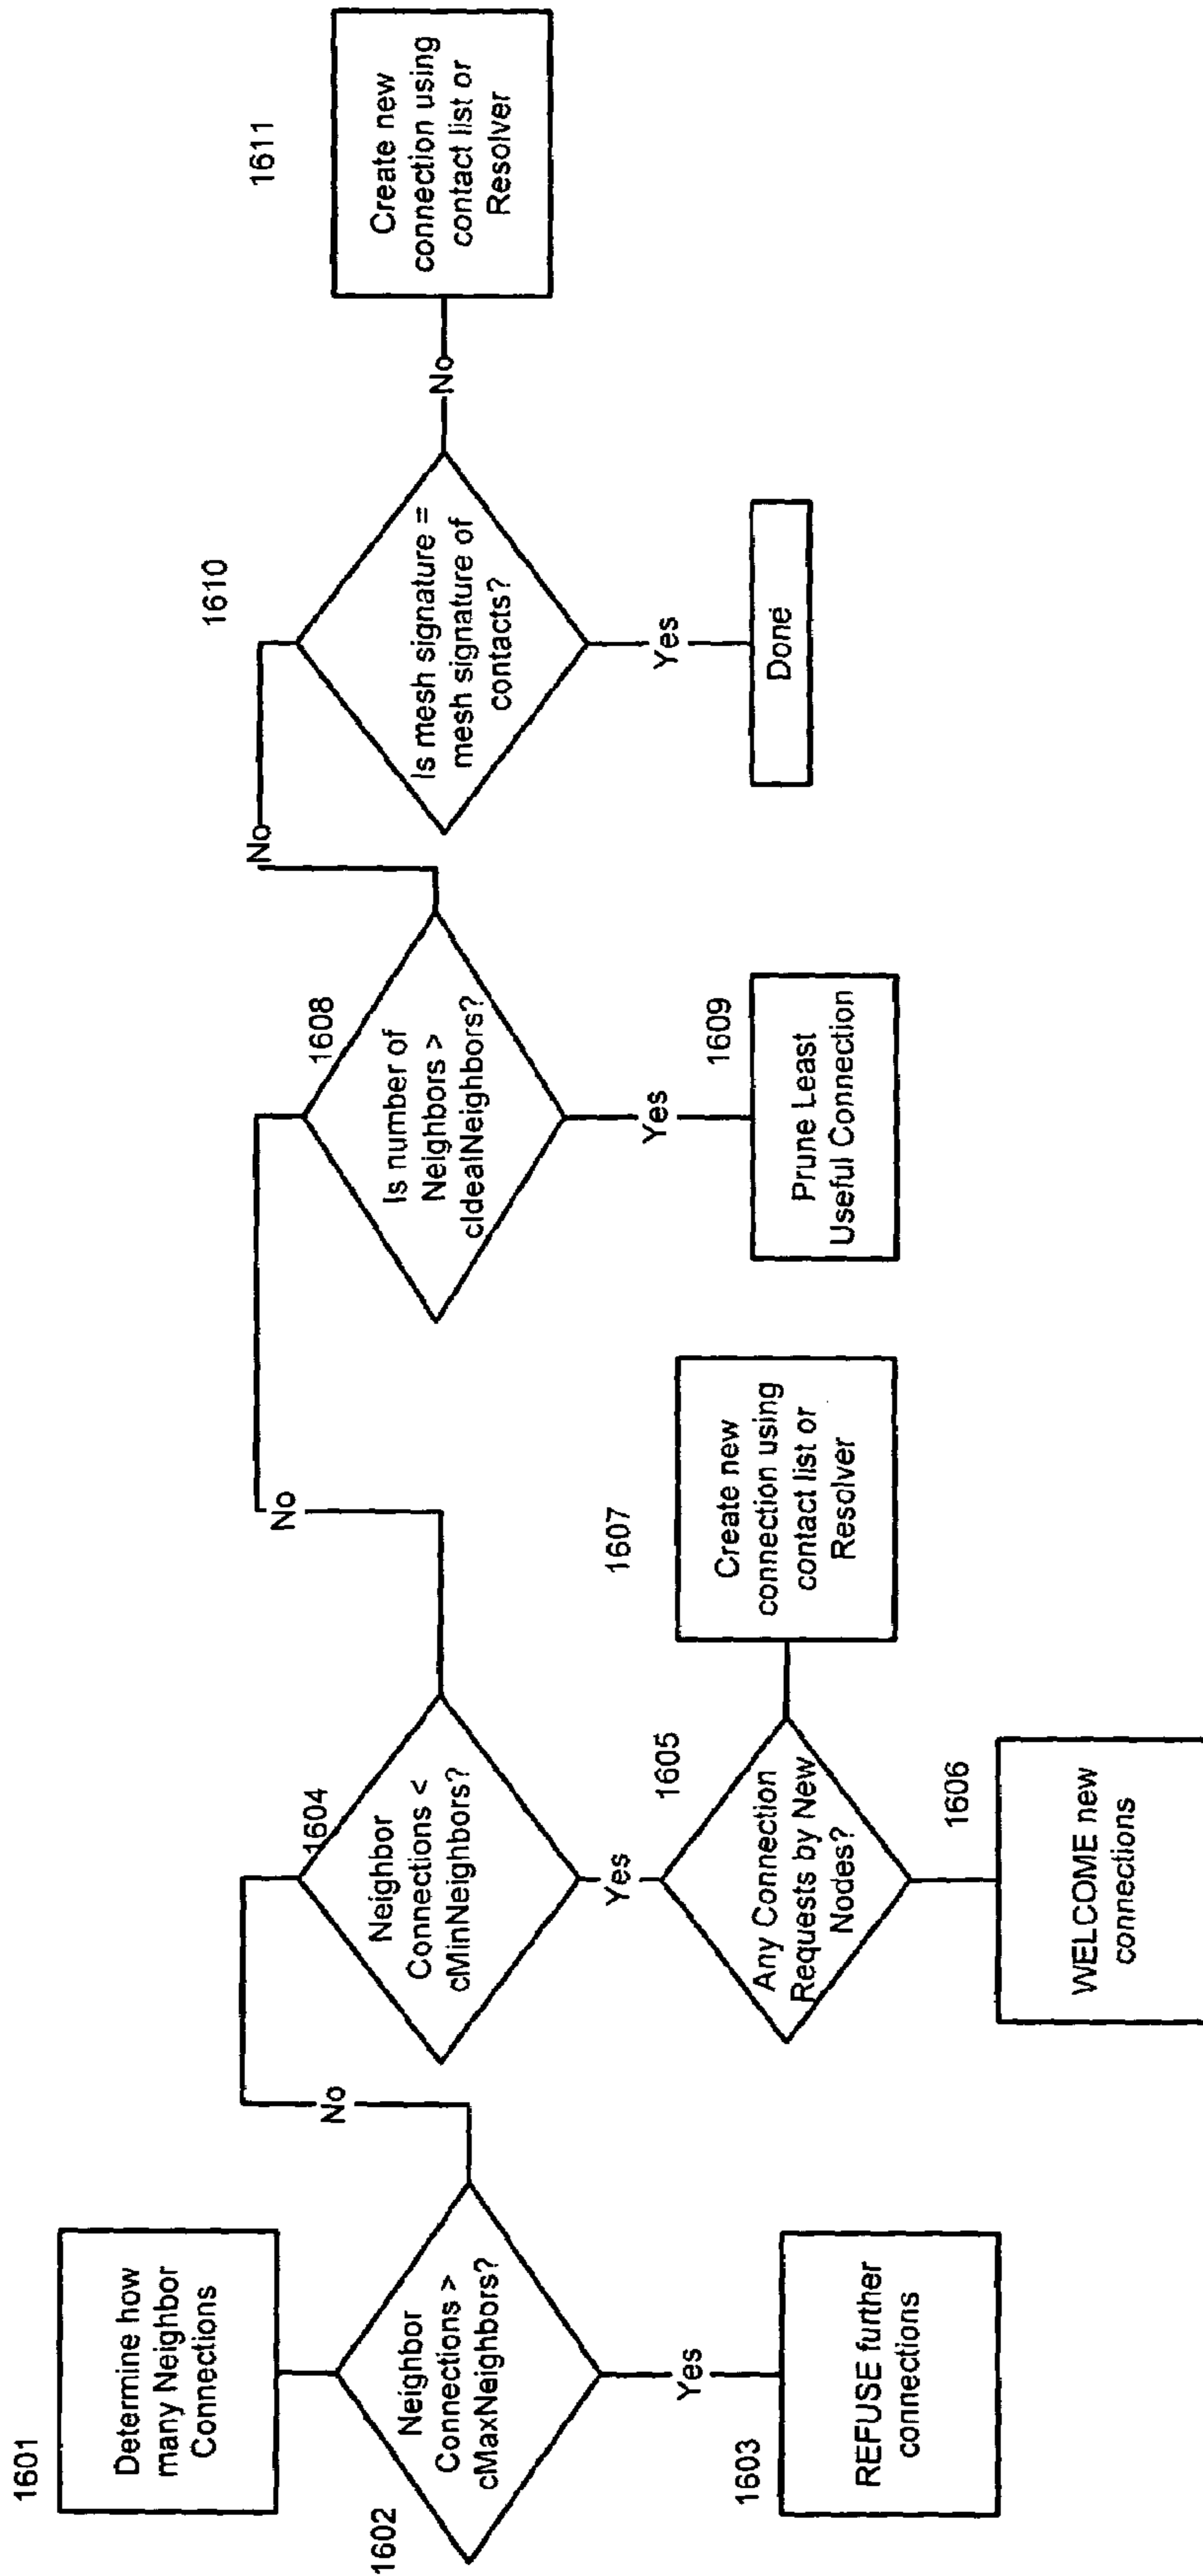 1601
Determine how
many Neighbor
Connections
1602
Neighbor
Connections >
cMaxNeighbors?
No
Yes
1603
REFUSE further
connections
1604
Neighbor
Connections <
cMinNeighbors?
No
Yes
1605
Any Connection
Requests by New
Nodes?
1606
WELCOME new
connections
1607
Create new
connection using
contact list or
Resolver
1608
Is number of
Neighbors >
cIdealNeighbors?
No
Yes
1609
Prune Least
Useful Connection
1610
Is mesh signature =
mesh signature of
contacts?
Yes
Done
No
1611
Create new
connection using
contact list or
Resolver